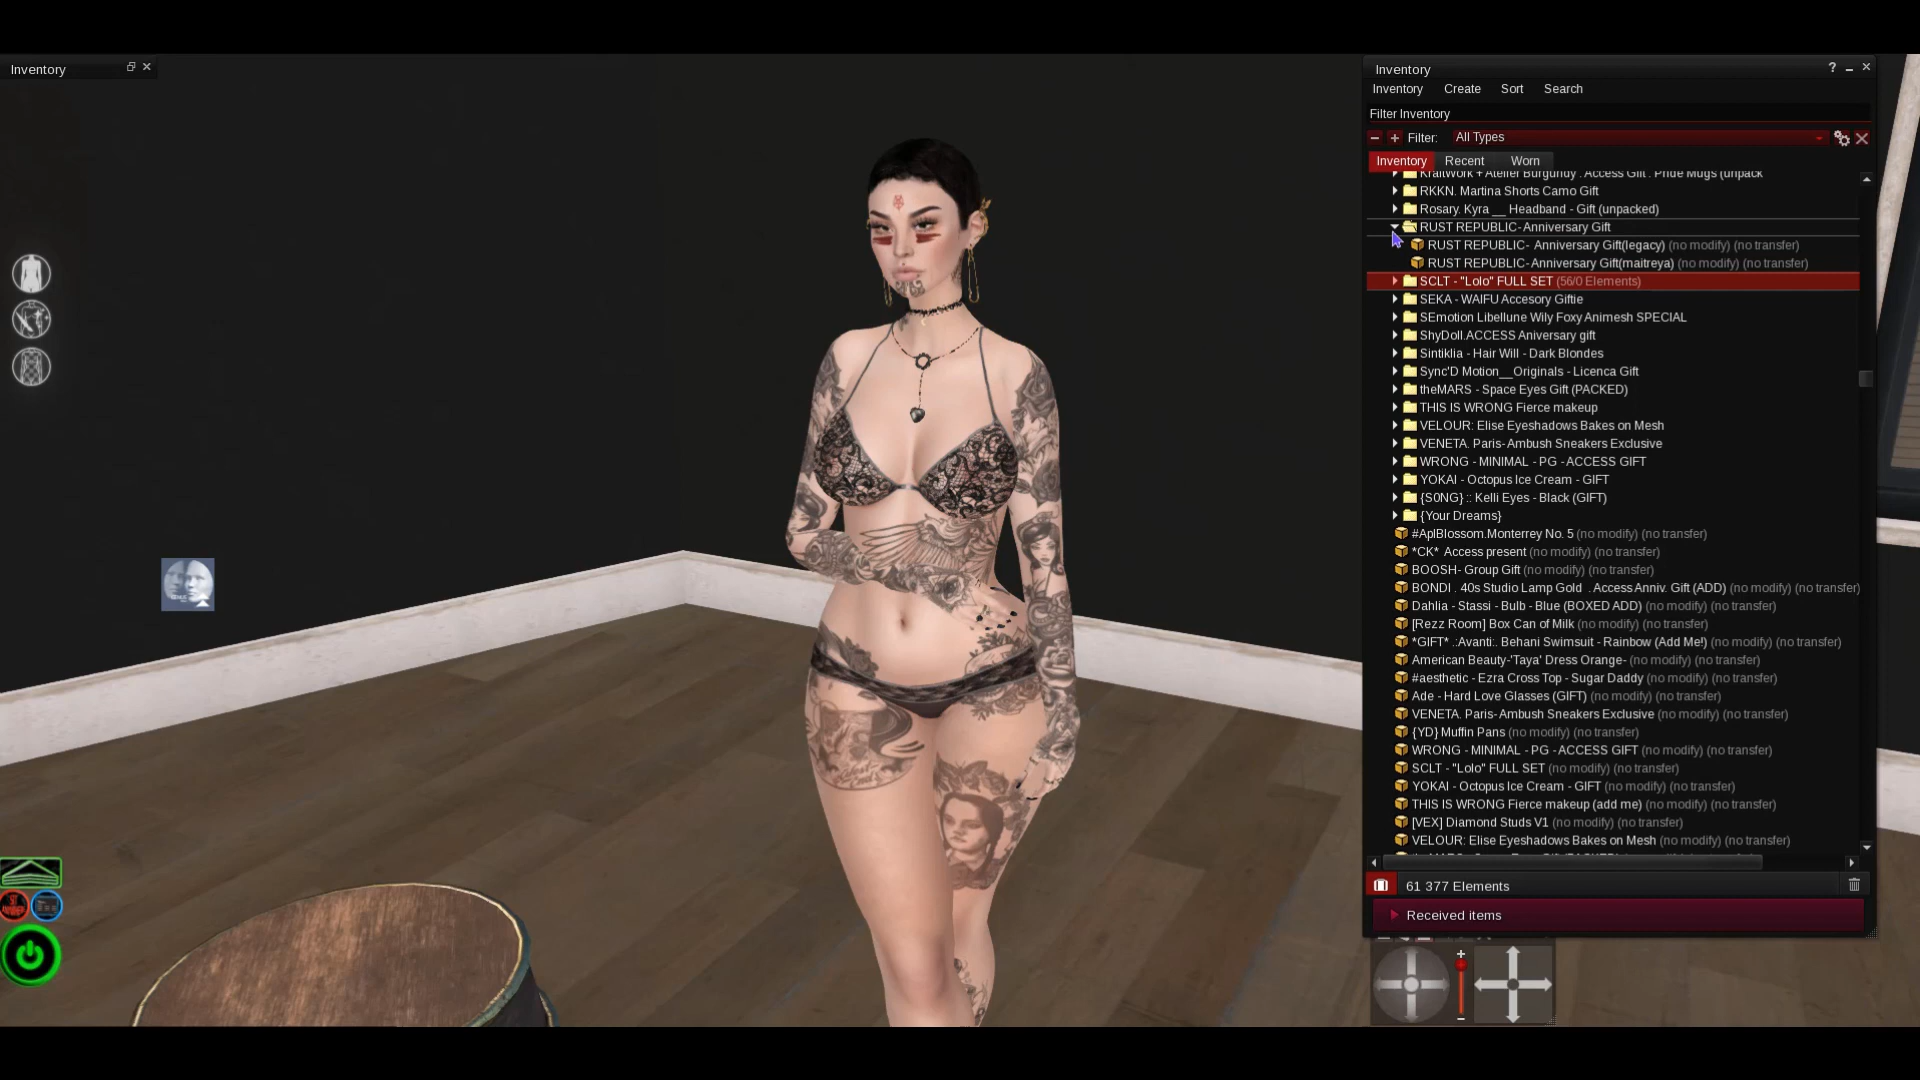 Inventory
Inventory
Inventory Create Sort Search
Filter Inventory
Filter: All Types
Inventory Recent Worn
KraftWork + Atelier Burgundy . Access Gift . Pride Mugs (unpack
RKKN. Martina Shorts Camo Gift
Rosary. Kyra __ Headband - Gift (unpacked)
RUST REPUBLIC- Anniversary Gift
RUST REPUBLIC- Anniversary Gift(legacy) (no modify) (no transfer)
RUST REPUBLIC- Anniversary Gift(maitreya) (no modify) (no transfer)
SCLT - "Lolo" FULL SET (56/0 Elements)
SEKA - WAIFU Accesory Giftie
SEmotion Libellune Wily Foxy Animesh SPECIAL
ShyDoll.ACCESS Aniversary gift
Sintiklia - Hair Will - Dark Blondes
Sync'D Motion__Originals - Licenca Gift
theMARS - Space Eyes Gift (PACKED)
THIS IS WRONG Fierce makeup
VELOUR: Elise Eyeshadows Bakes on Mesh
VENETA. Paris- Ambush Sneakers Exclusive
WRONG - MINIMAL - PG - ACCESS GIFT
YOKAI - Octopus Ice Cream - GIFT
{S0NG} :: Kelli Eyes - Black (GIFT)
{Your Dreams}
#AplBlossom.Monterrey No. 5 (no modify) (no transfer)
*CK* Access present (no modify) (no transfer)
BOOSH- Group Gift (no modify) (no transfer)
BONDI . 40s Studio Lamp Gold . Access Anniv. Gift (ADD) (no modify) (no transfer)
Dahlia - Stassi - Bulb - Blue (BOXED ADD) (no modify) (no transfer)
[Rezz Room] Box Can of Milk (no modify) (no transfer)
*GIFT* .:Avanti:. Behani Swimsuit - Rainbow (Add Me!) (no modify) (no transfer)
American Beauty-'Taya' Dress Orange- (no modify) (no transfer)
#aesthetic - Ezra Cross Top - Sugar Daddy (no modify) (no transfer)
Ade - Hard Love Glasses (GIFT) (no modify) (no transfer)
VENETA. Paris- Ambush Sneakers Exclusive (no modify) (no transfer)
{YD} Muffin Pans (no modify) (no transfer)
WRONG - MINIMAL - PG - ACCESS GIFT (no modify) (no transfer)
SCLT - "Lolo" FULL SET (no modify) (no transfer)
YOKAI - Octopus Ice Cream - GIFT (no modify) (no transfer)
THIS IS WRONG Fierce makeup (add me) (no modify) (no transfer)
[VEX] Diamond Studs V1 (no modify) (no transfer)
VELOUR: Elise Eyeshadows Bakes on Mesh (no modify) (no transfer)
61 377 Elements
Received items